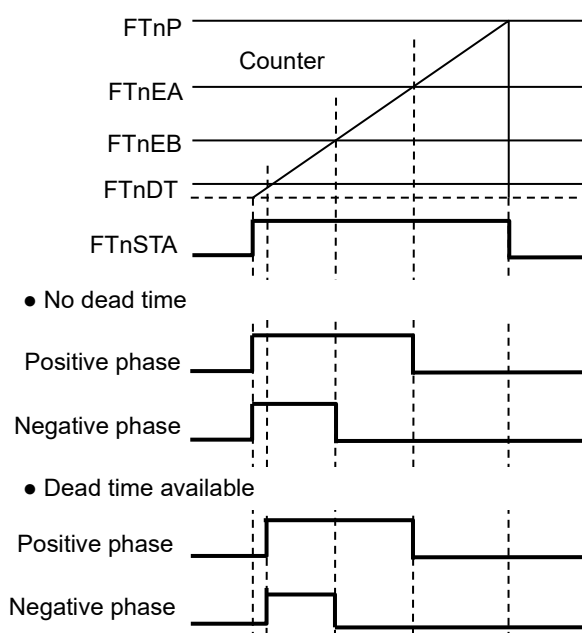 FTnP
Counter
FTnEA
FTnEB
FTnDT
FTnSTA
● No dead time
Positive phase
Negative phase
● Dead time available
Positive phase
Negative phase